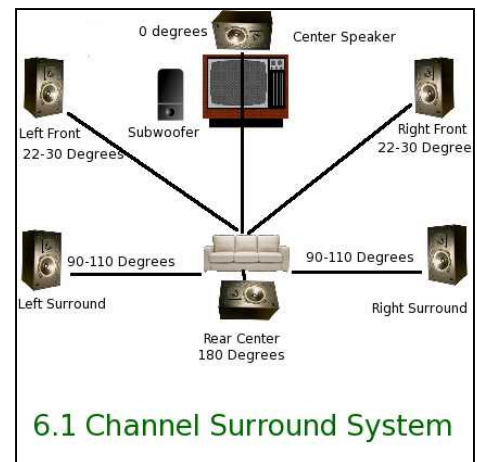 0 degrees
Center Speaker
Left Front
22-30 Degrees
Subwoofer
Right Front
22-30 Degree
90-110 Degrees
90-110 Degrees
Left Surround
Right Surround
Rear Center
180 Degrees
6.1 Channel Surround System